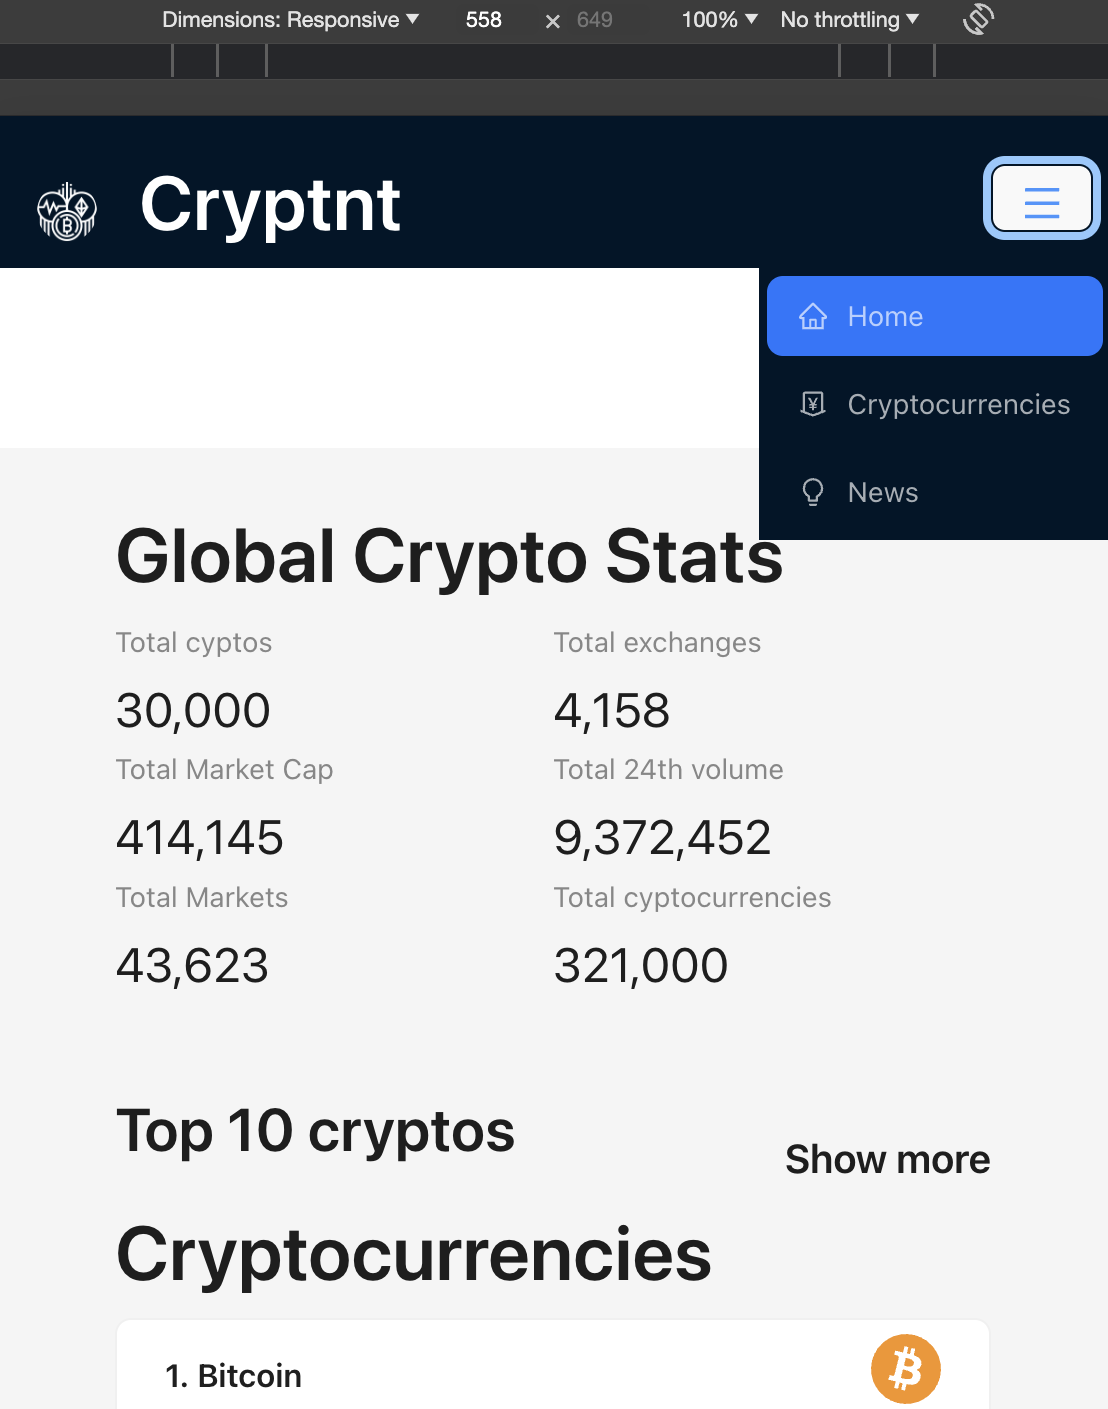 Dimensions: Responsive ▼ 558 × 649 100% ▼ No throttling ▼
Cryptnt
Home
Cryptocurrencies
News
Global Crypto Stats
Total cyptos
Total exchanges
30,000
4,158
Total Market Cap
Total 24th volume
414,145
9,372,452
Total Markets
Total cyptocurrencies
43,623
321,000
Top 10 cryptos
Show more
Cryptocurrencies
1. Bitcoin